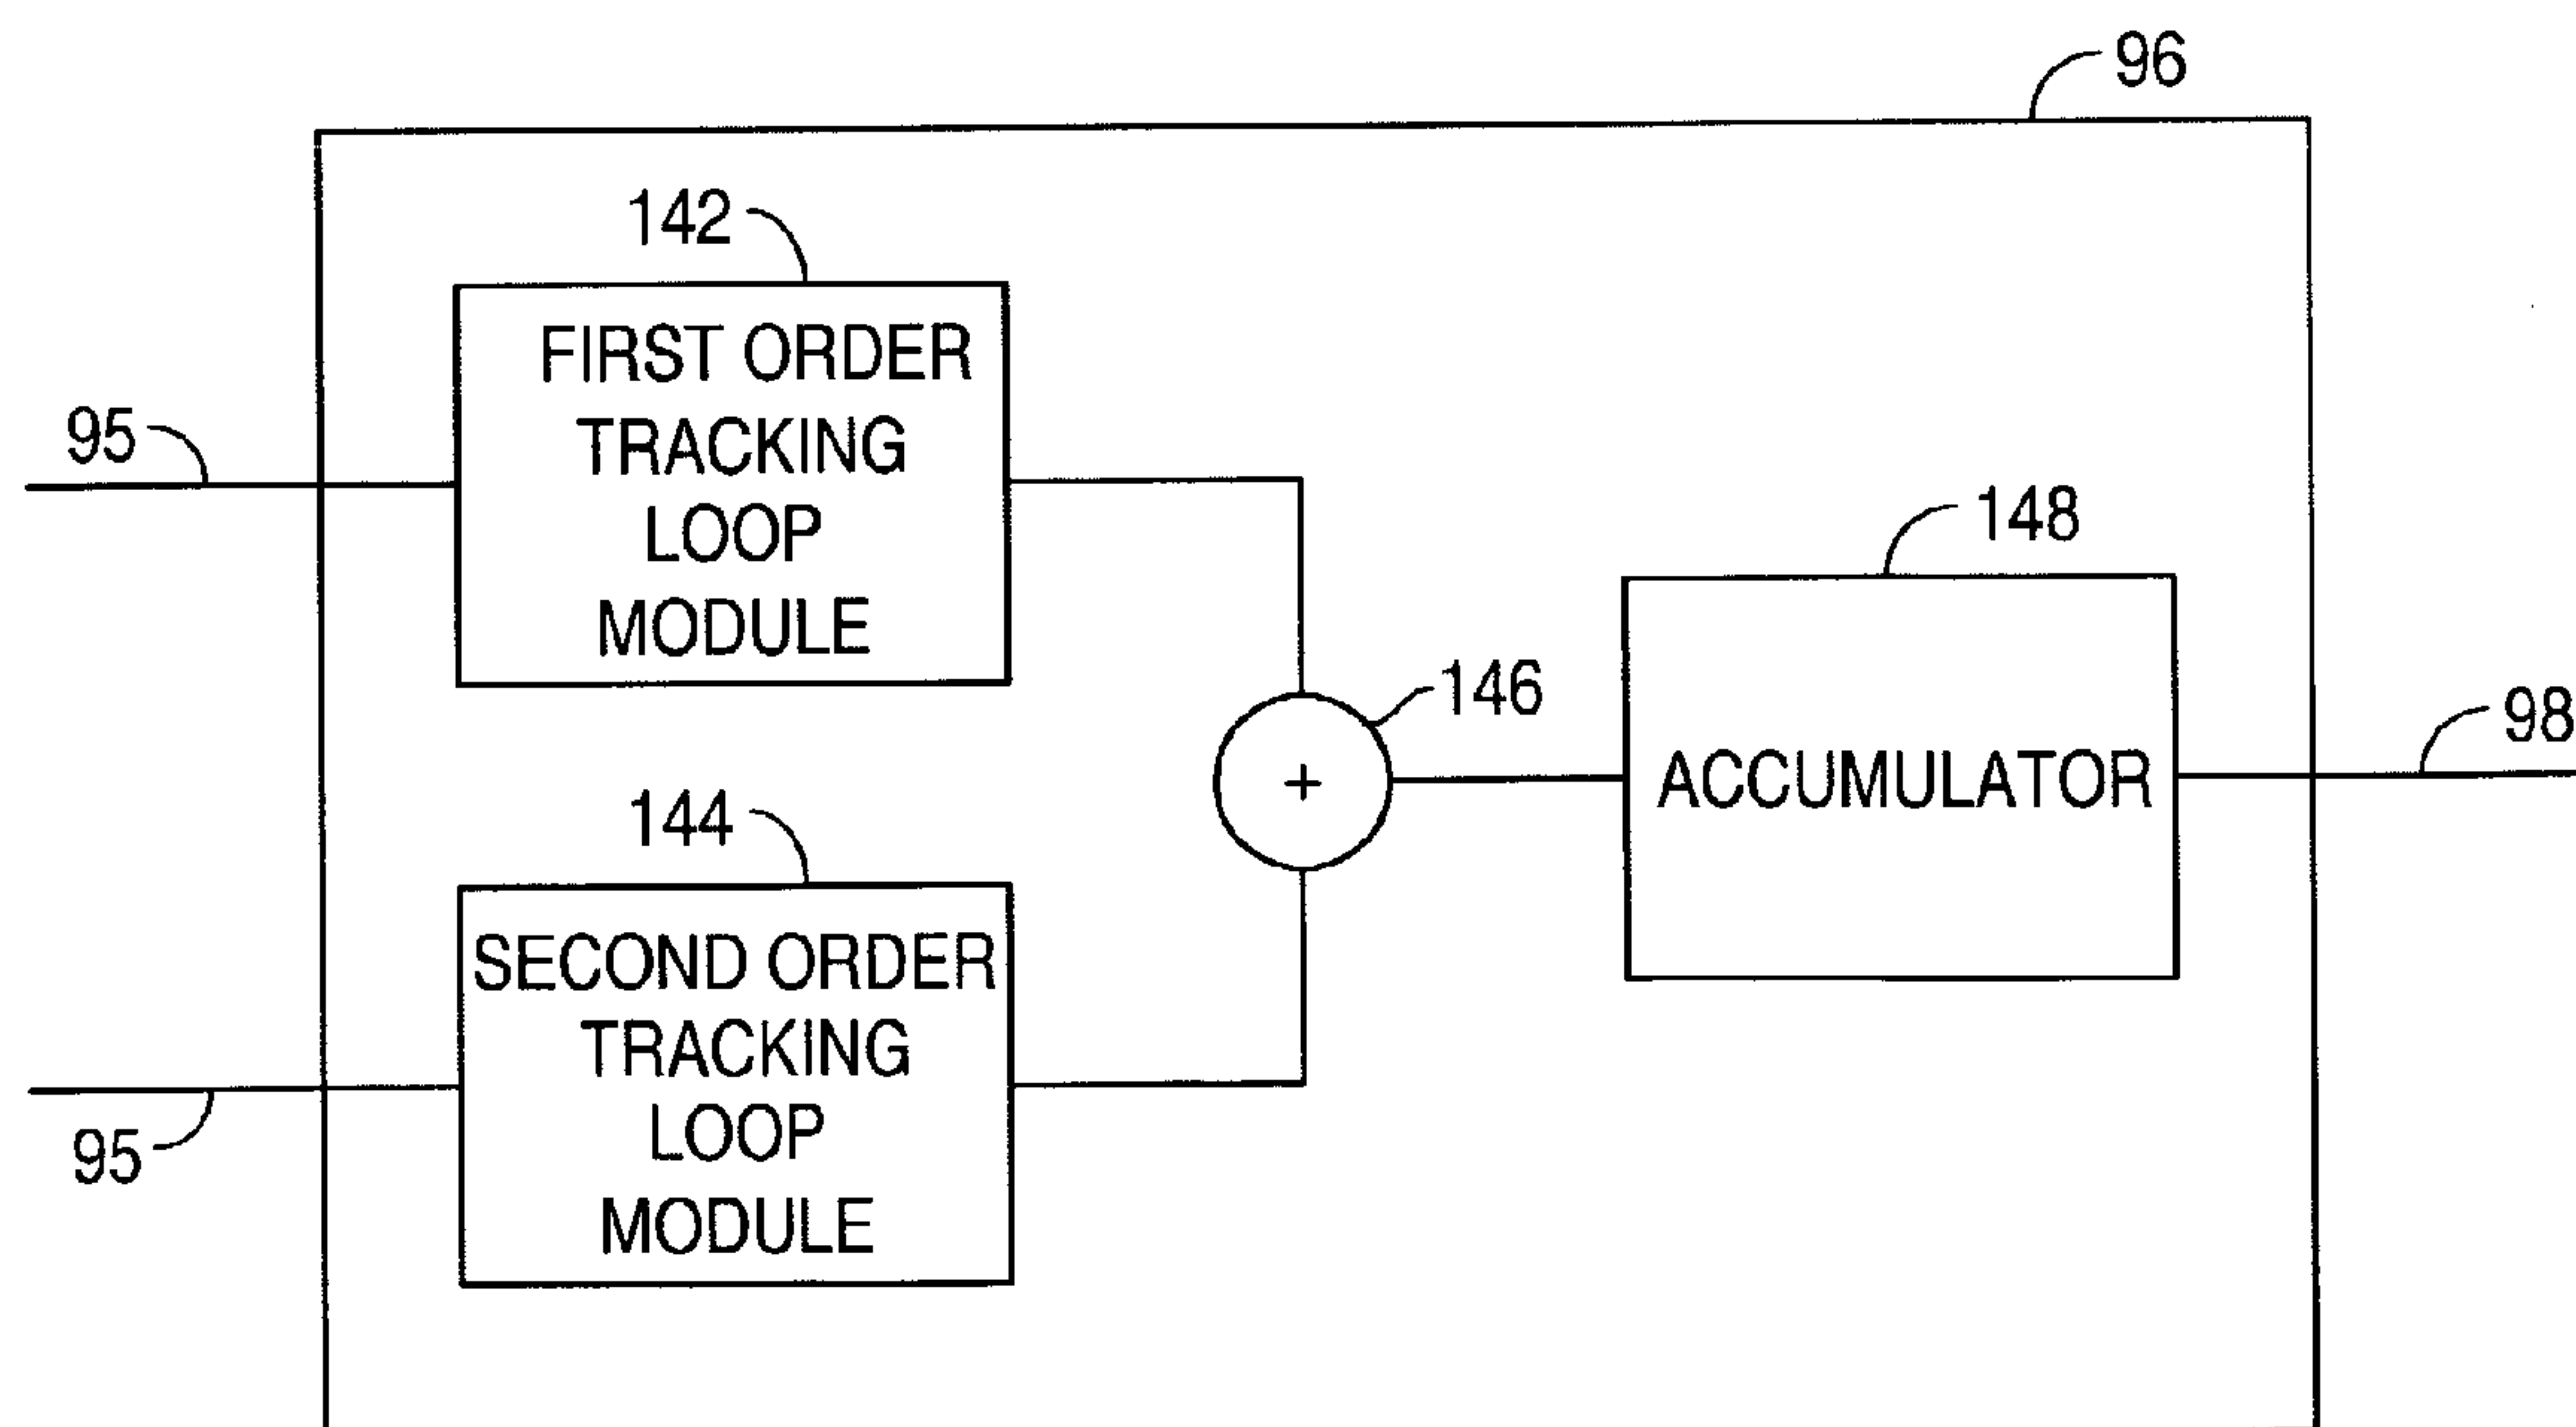 96
142
FIRST ORDER
TRACKING
LOOP
MODULE
95
148
ACCUMULATOR
146
+
98
144
SECOND ORDER
TRACKING
LOOP
MODULE
95